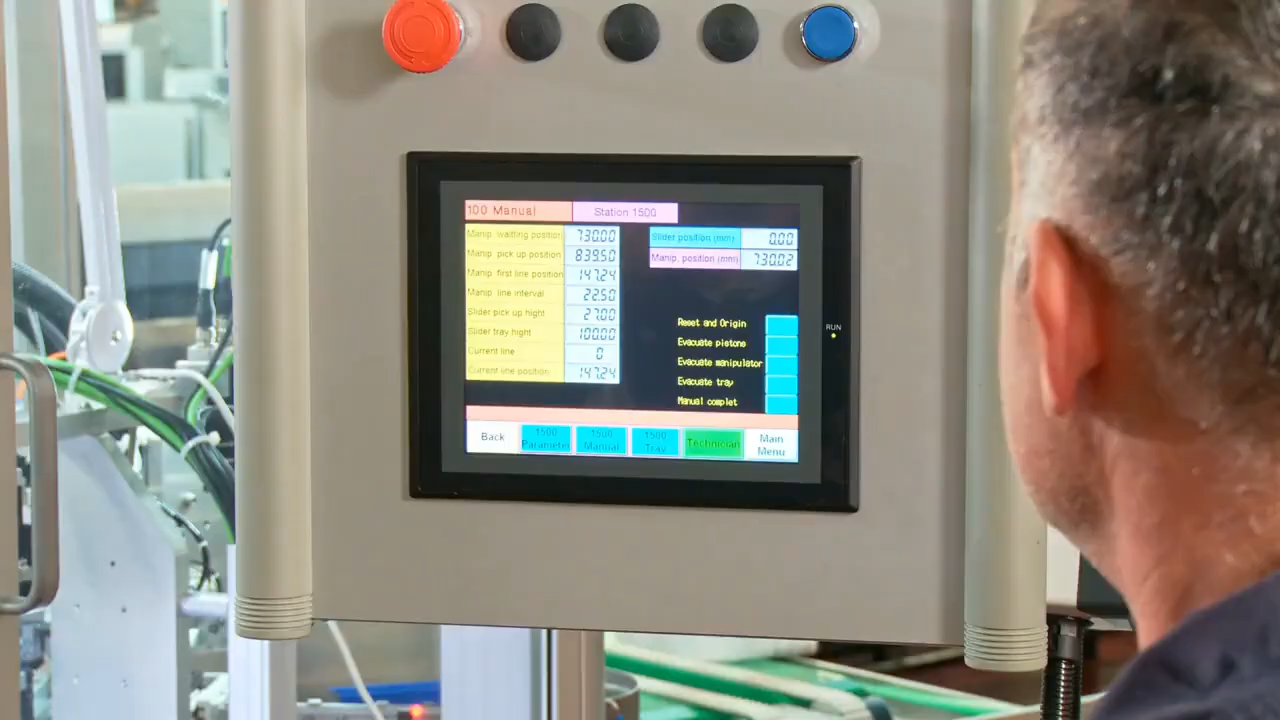 100 Manual
Station 1500
Manip. waitling position 730.00
Manip. pick up position 839.50
Manip. first line position 147.24
Manip. line interval 22.50
Slider pick up hight 27.00
Slider tray hight 100.00
Current line 0
Current line position 147.24
Slider position (mm) 0.00
Manip. position (mm) 730.02
Reset and Origin
Evacuate pistons
Evacuate manipulator
Evacuate tray
Manual complet
RUN
Back
1500
Parameter
1500
Manual
1500
Tray
Technician
Main
Menu